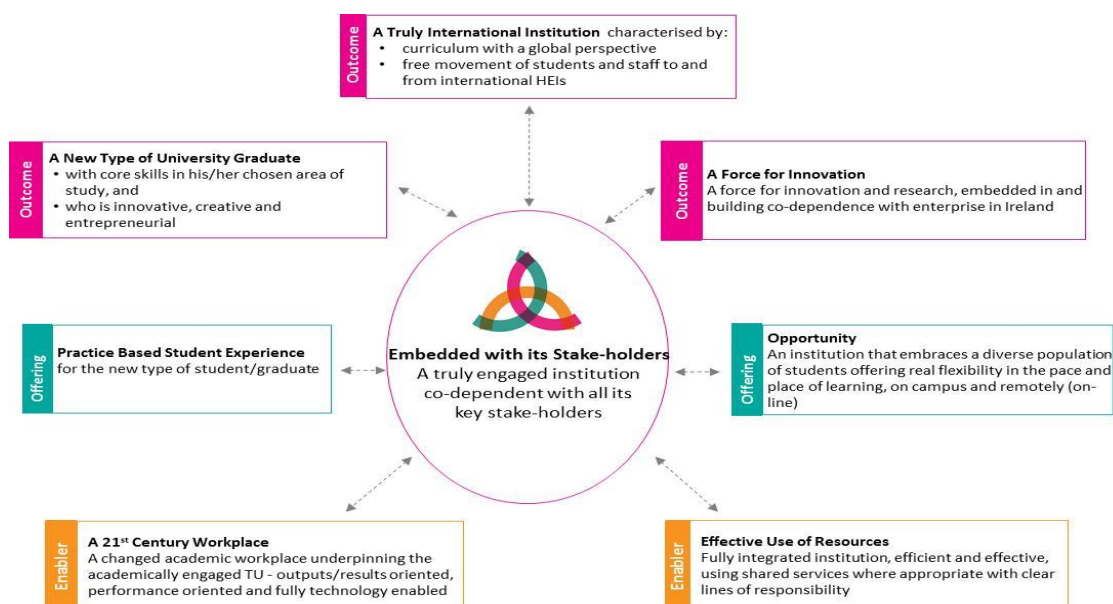 Outcome
A Truly International Institution characterised by:
• curriculum with a global perspective
• free movement of students and staff to and
from international HEIs
Outcome
A New Type of University Graduate
• with core skills in his/her chosen area of
study, and
• who is innovative, creative and
entrepreneurial
Outcome
A Force for Innovation
A force for innovation and research, embedded in and
building co-dependence with enterprise in Ireland
Offering
Practice Based Student Experience
for the new type of student/graduate
Embedded with its Stake-holders
A truly engaged institution
co-dependent with all its
key stake-holders
Offering
Opportunity
An institution that embraces a diverse population
of students offering real flexibility in the pace and
place of learning, on campus and remotely (on-
line)
Enabler
A 21st Century Workplace
A changed academic workplace underpinning the
academically engaged TU - outputs/results oriented,
performance oriented and fully technology enabled
Enabler
Effective Use of Resources
Fully integrated institution, efficient and effective,
using shared services where appropriate with clear
lines of responsibility